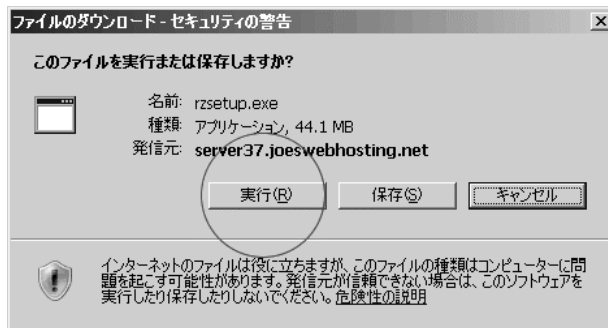 ファイルのダウンロード - セキュリティの警告
このファイルを実行または保存しますか?
名前: rzsetup.exe
種類: アプリケーション, 44.1 MB
発信元: server37.joeswebhosting.net
実行(R) 保存(S) キャンセル
インターネットのファイルは役に立ちますが、このファイルの種類はコンピューターに問
題を起こす可能性があります。発信元が信頼できない場合は、このソフトウェアを
実行したり保存したりしないでください。危険性の説明